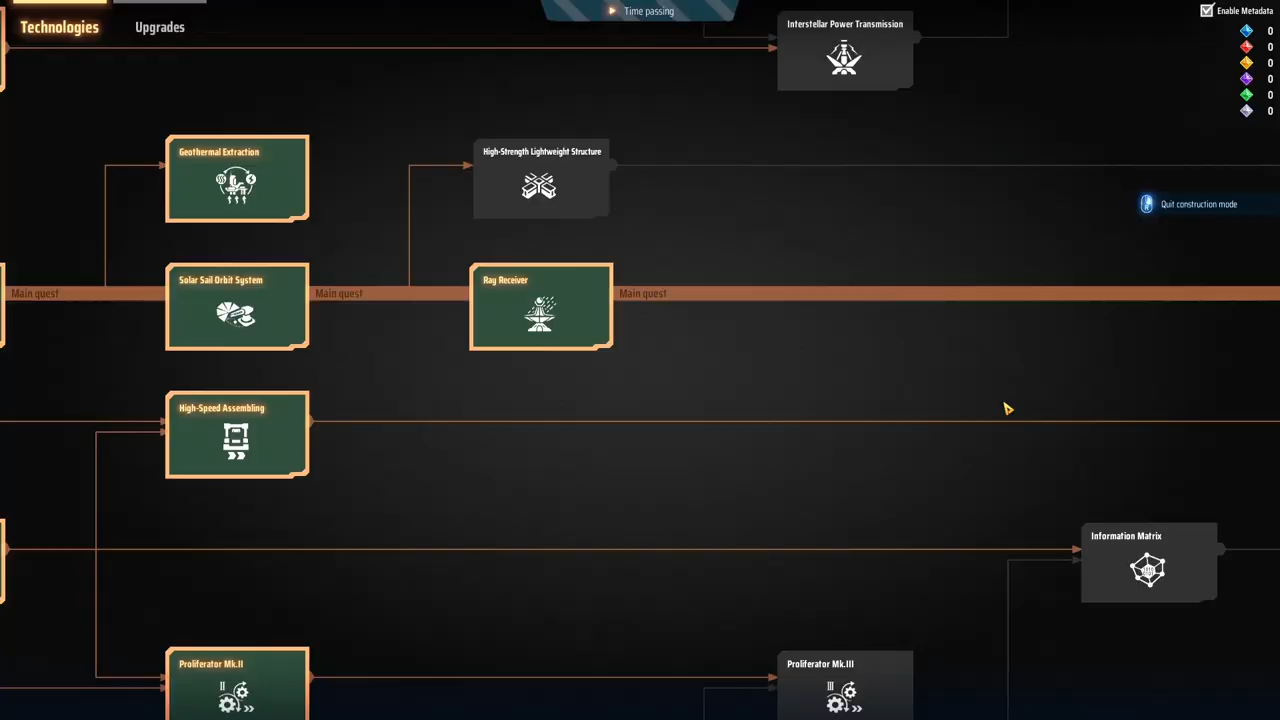 Technologies
Upgrades
Time passing
Interstellar Power Transmission
Enable Metadata
0
0
0
0
0
0
Geothermal Extraction
High-Strength Lightweight Structure
Quit construction mode
Main quest
Solar Sail Orbit System
Main quest
Ray Receiver
Main quest
High-Speed Assembling
Information Matrix
Proliferator Mk.II
II
Proliferator Mk.III
III